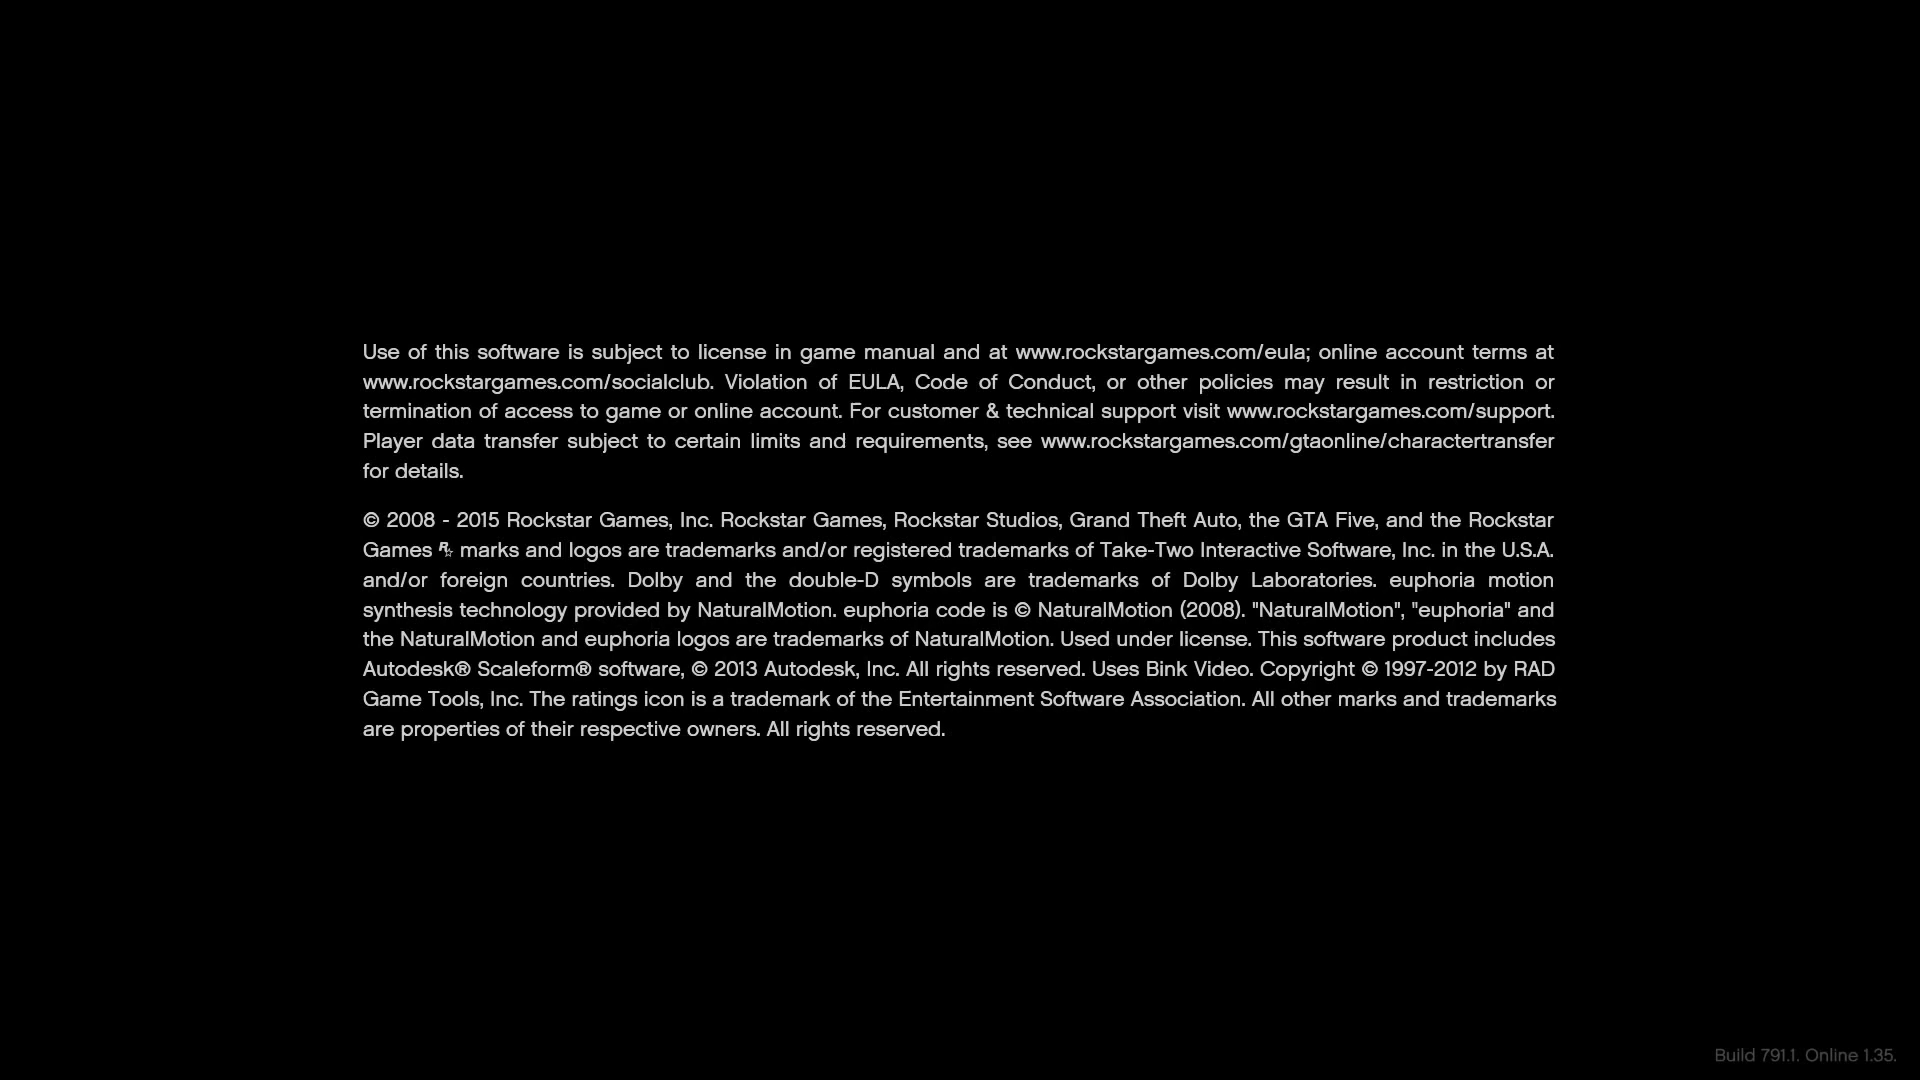 Use of this software is subject to license in game manual and at www.rockstargames.com/eula; online account terms at
www.rockstargames.com/socialclub. Violation of EULA, Code of Conduct, or other policies may result in restriction or
termination of access to game or online account. For customer & technical support visit www.rockstargames.com/support.
Player data transfer subject to certain limits and requirements, see www.rockstargames.com/gtaonline/charactertransfer
for details.
© 2008 - 2015 Rockstar Games, Inc. Rockstar Games, Rockstar Studios, Grand Theft Auto, the GTA Five, and the Rockstar
Games R* marks and logos are trademarks and/or registered trademarks of Take-Two Interactive Software, Inc. in the U.S.A.
and/or foreign countries. Dolby and the double-D symbols are trademarks of Dolby Laboratories. euphoria motion
synthesis technology provided by NaturalMotion. euphoria code is © NaturalMotion (2008). "NaturalMotion", "euphoria" and
the NaturalMotion and euphoria logos are trademarks of NaturalMotion. Used under license. This software product includes
Autodesk® Scaleform® software, © 2013 Autodesk, Inc. All rights reserved. Uses Bink Video. Copyright © 1997-2012 by RAD
Game Tools, Inc. The ratings icon is a trademark of the Entertainment Software Association. All other marks and trademarks
are properties of their respective owners. All rights reserved.
Build 791.1. Online 1.35.